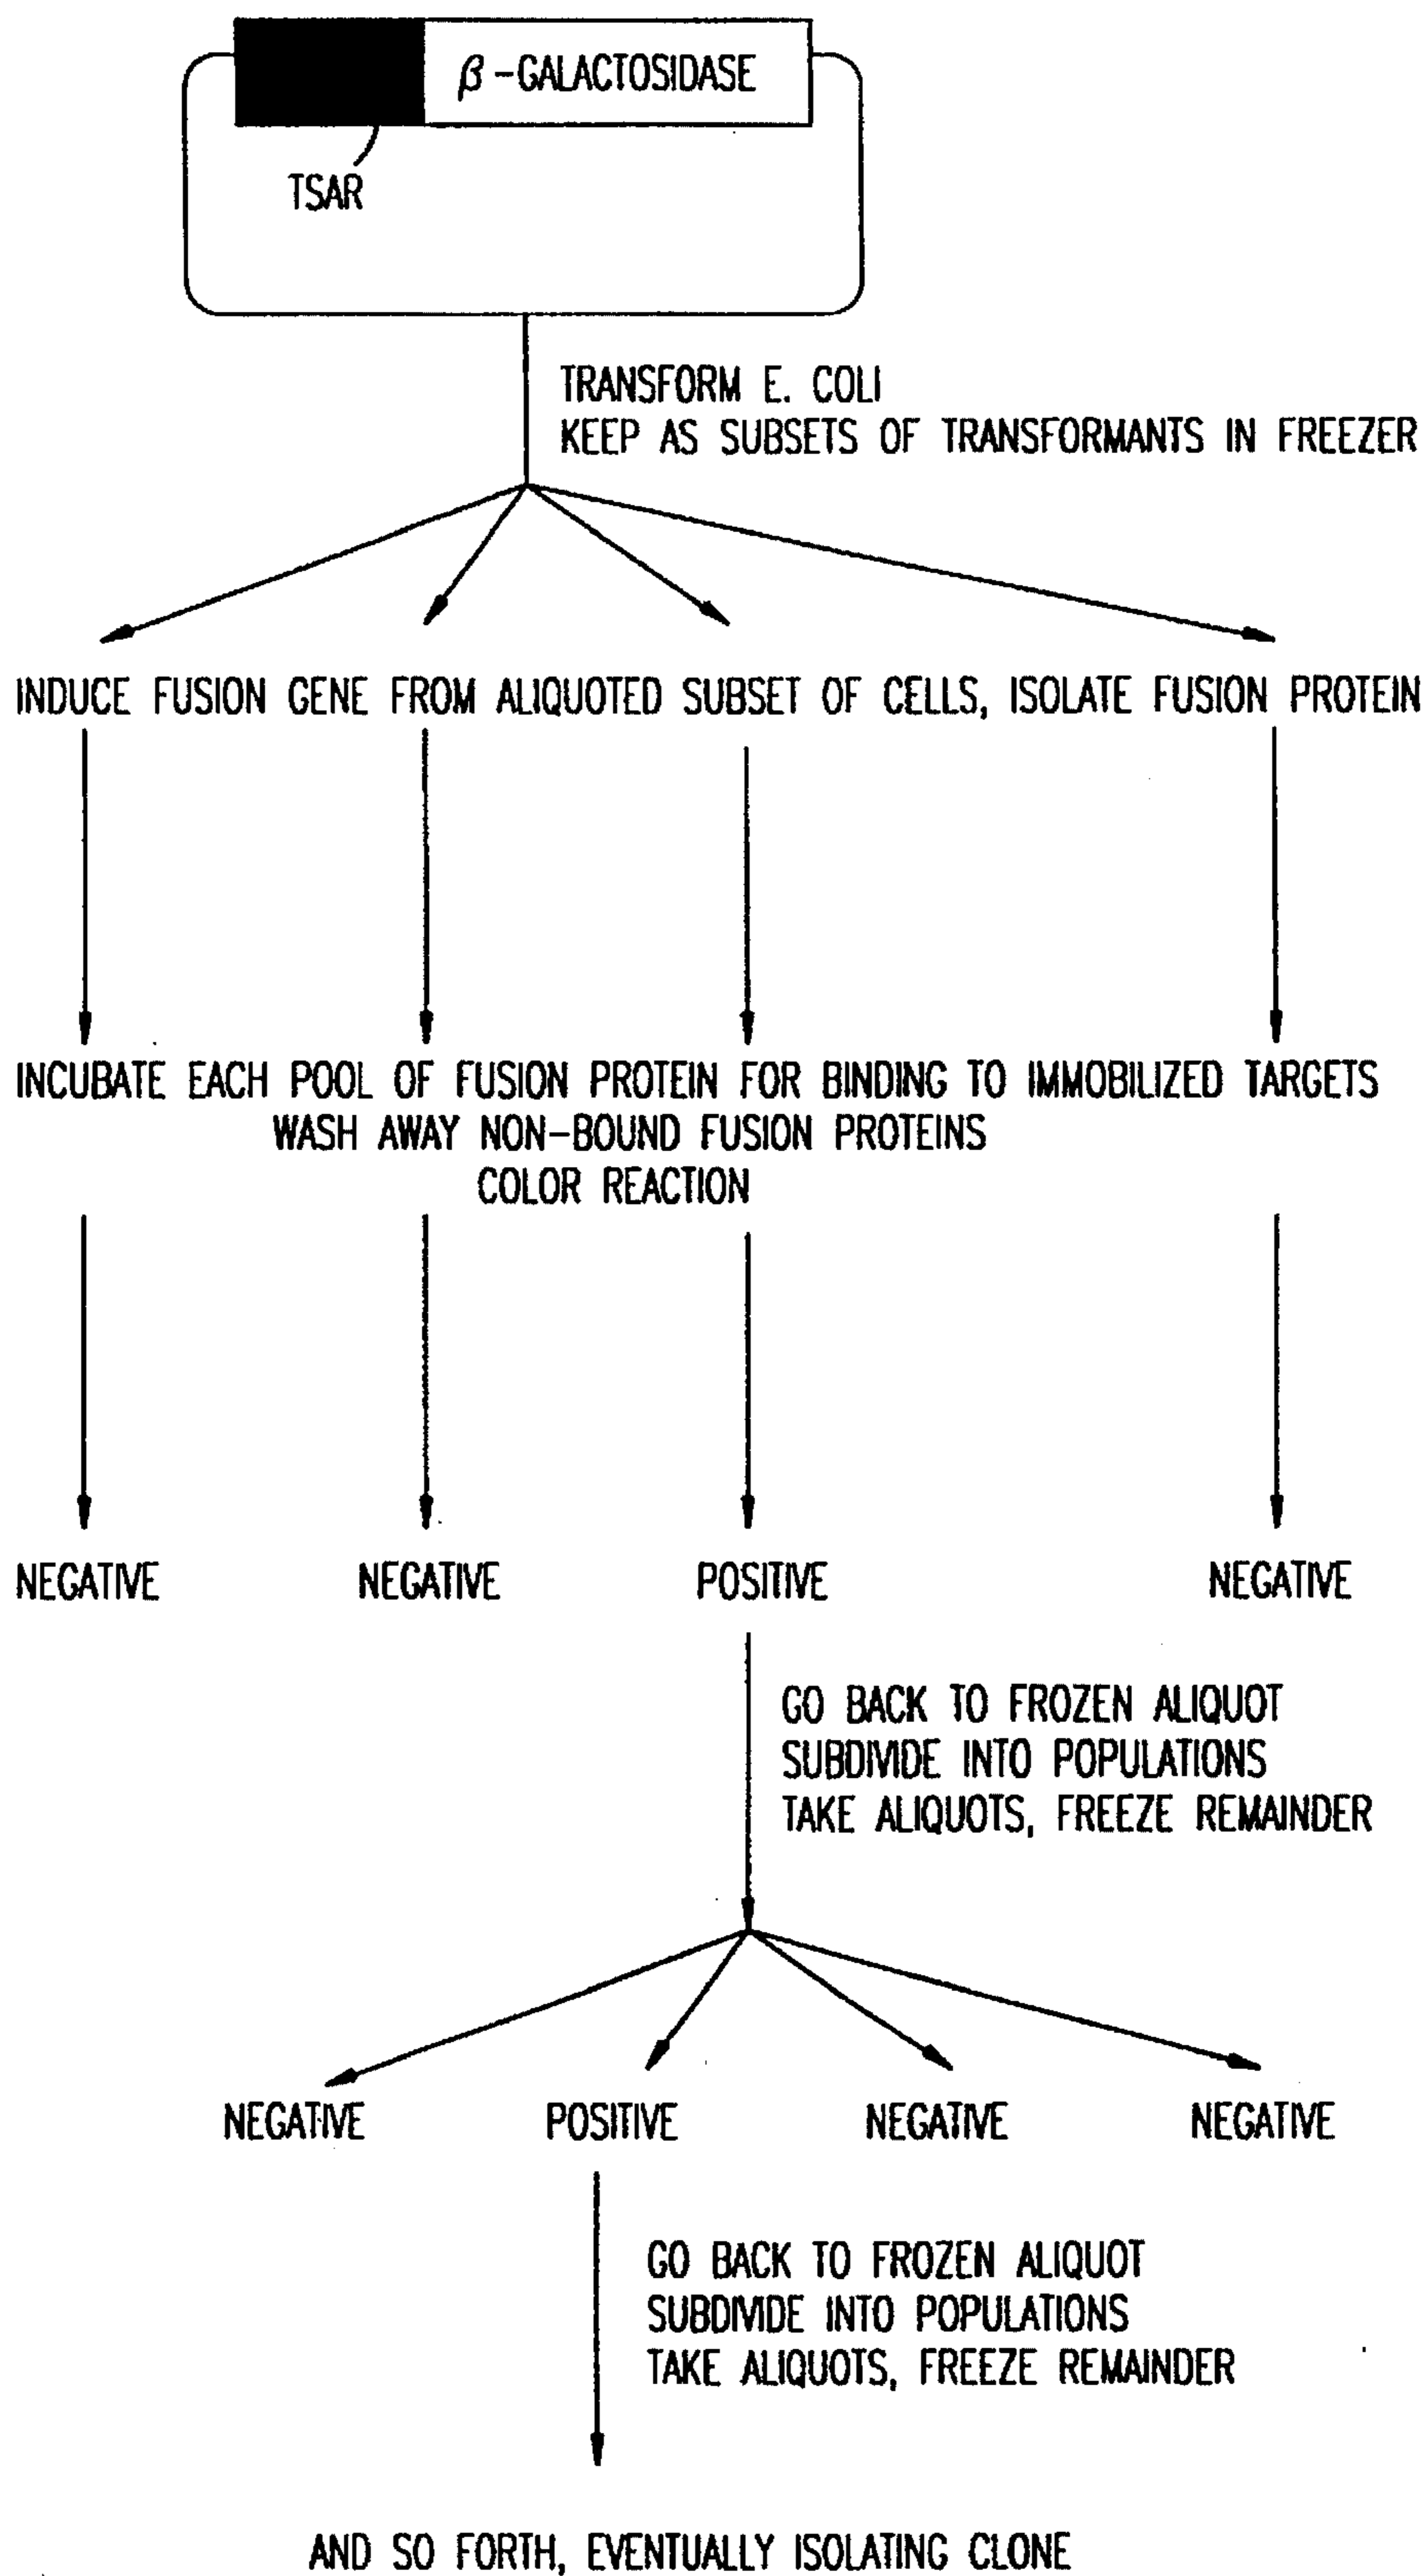 β-GALACTOSIDASE
TSAR
TRANSFORM E. COLI
KEEP AS SUBSETS OF TRANSFORMANTS IN FREEZER
INDUCE FUSION GENE FROM ALIQUOTED SUBSET OF CELLS, ISOLATE FUSION PROTEIN
INCUBATE EACH POOL OF FUSION PROTEIN FOR BINDING TO IMMOBILIZED TARGETS
WASH AWAY NON-BOUND FUSION PROTEINS
COLOR REACTION
NEGATIVE NEGATIVE POSITIVE NEGATIVE
GO BACK TO FROZEN ALIQUOT
SUBDIVIDE INTO POPULATIONS
TAKE ALIQUOTS, FREEZE REMAINDER
NEGATIVE POSITIVE NEGATIVE NEGATIVE
GO BACK TO FROZEN ALIQUOT
SUBDIVIDE INTO POPULATIONS
TAKE ALIQUOTS, FREEZE REMAINDER
AND SO FORTH, EVENTUALLY ISOLATING CLONE